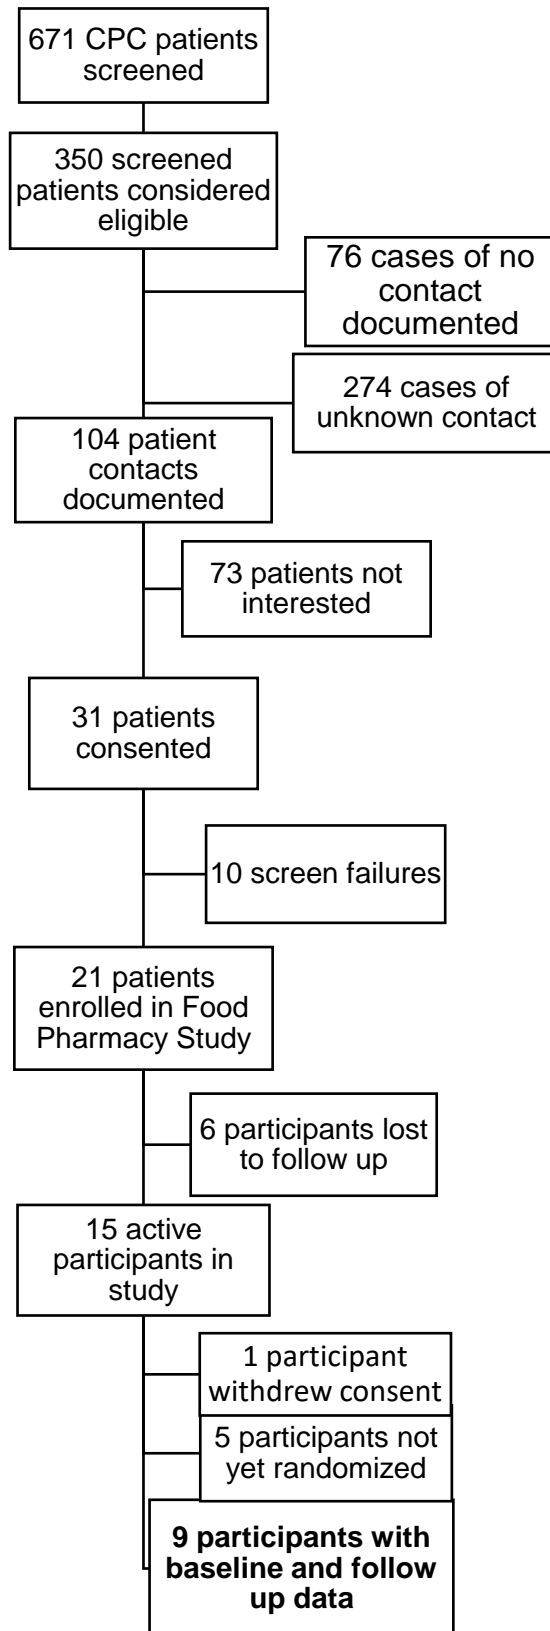 671 CPC patients
screened
350 screened
patients considered
eligible
76 cases of no
contact
documented
274 cases of
unknown contact
104 patient
contacts
documented
73 patients not
interested
31 patients
consented
10 screen failures
21 patients
enrolled in Food
Pharmacy Study
6 participants lost
to follow up
15 active
participants in
study
1 participant
withdrew consent
5 participants not
yet randomized
9 participants with
baseline and follow
up data